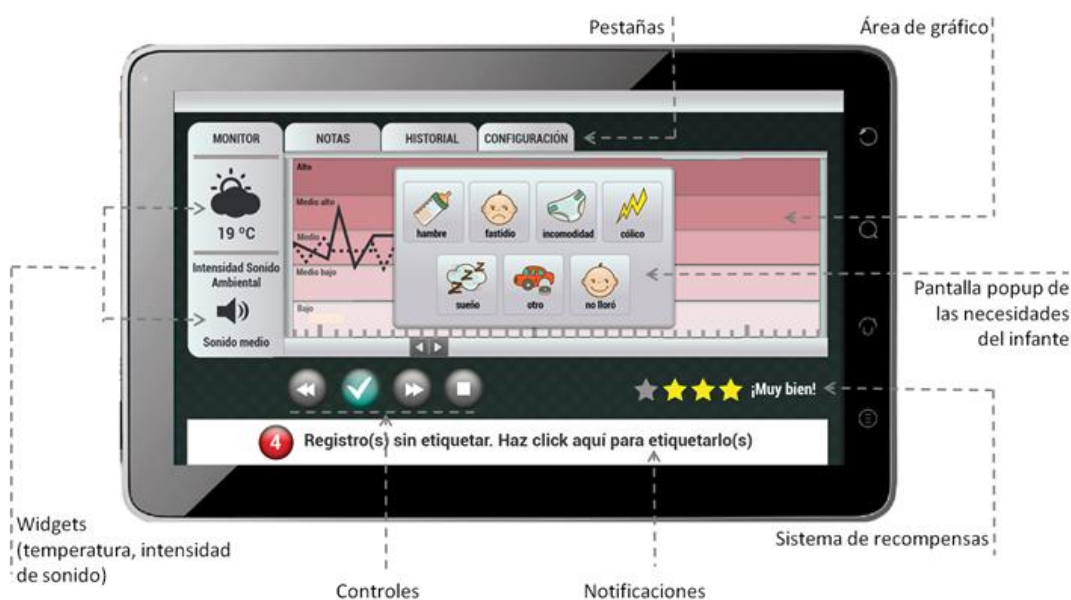 Pestañas
Área de gráfico
MONITOR
NOTAS
HISTORIAL
CONFIGURACIÓN
19 ºC
Intensidad Sonido
Ambiental
Sonido medio
Alto
Medio alto
Medio
Medio bajo
Bajo
hambre
fastidio
incomodidad
cólico
sueño
otro
no lloró
Pantalla popup de
las necesidades
del infante
¡Muy bien!
4 Registro(s) sin etiquetar. Haz click aquí para etiquetarlo(s)
Widgets
(temperatura, intensidad
de sonido)
Controles
Notificaciones
Sistema de recompensas